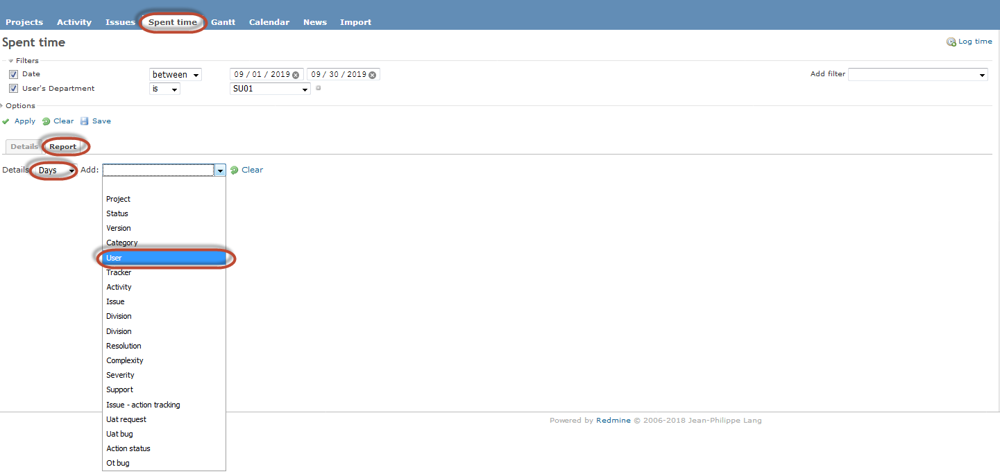 Projects Activity Issues Spent time Gantt Calendar News Import
Spent time Log time
Filters
Date between 09 / 01 / 2019 09 / 30 / 2019 Add filter
User's Department is SU01
Options
Apply Clear Save
Details Report
Details Days Add: Clear
Project
Status
Version
Category
User
Tracker
Activity
Issue
Division
Division
Resolution
Complexity
Severity
Support
Issue - action tracking
Uat request
Uat bug
Action status
Ot bug
Powered by Redmine © 2006-2018 Jean-Philippe Lang